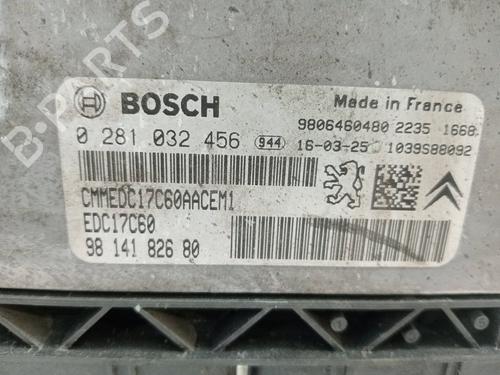 B-PARTS
BOSCH
Made in France
0 281 032 456 944
9806460480 2235 1668
16-03-25 1039S88092
CMMEDC17C60AACEM1
EDC17C60
98 141 826 80